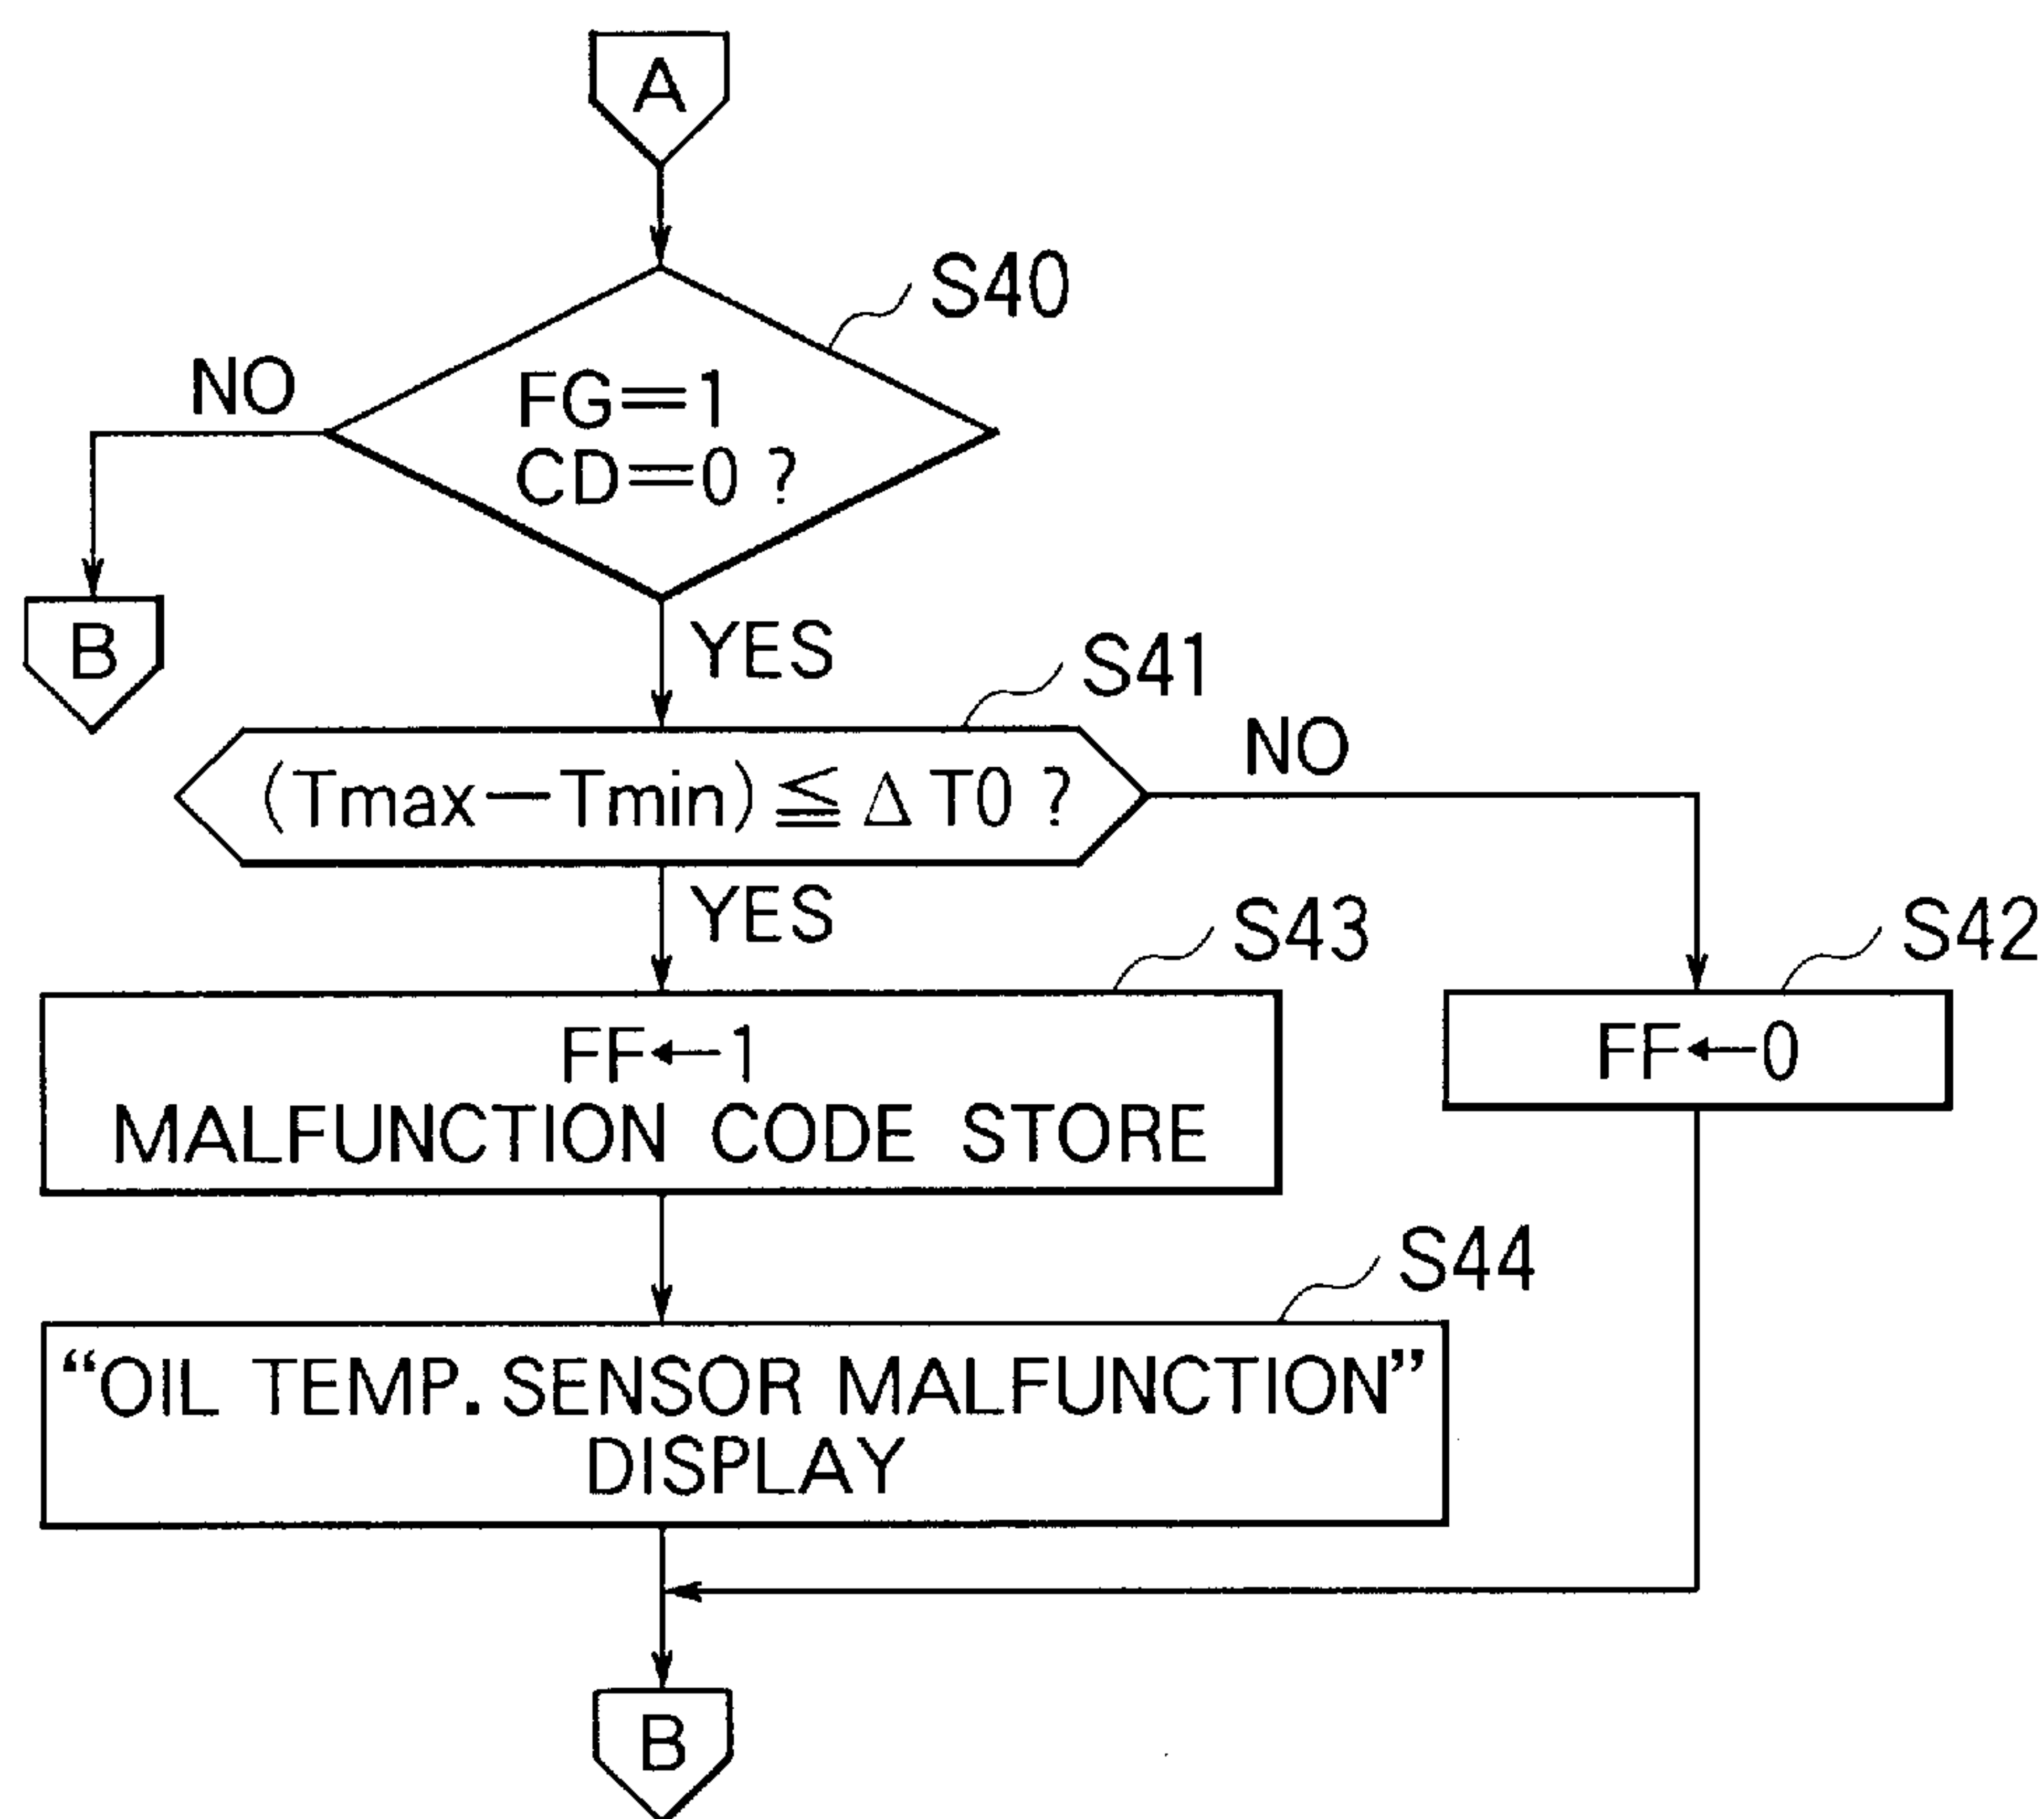 A
S40
NO
FG=1
CD=0 ?
B
YES
S41
NO
(Tmax−Tmin)≦ΔT0 ?
YES
S43
S42
FF←1
MALFUNCTION CODE STORE
FF←0
S44
“OIL TEMP. SENSOR MALFUNCTION”
DISPLAY
B